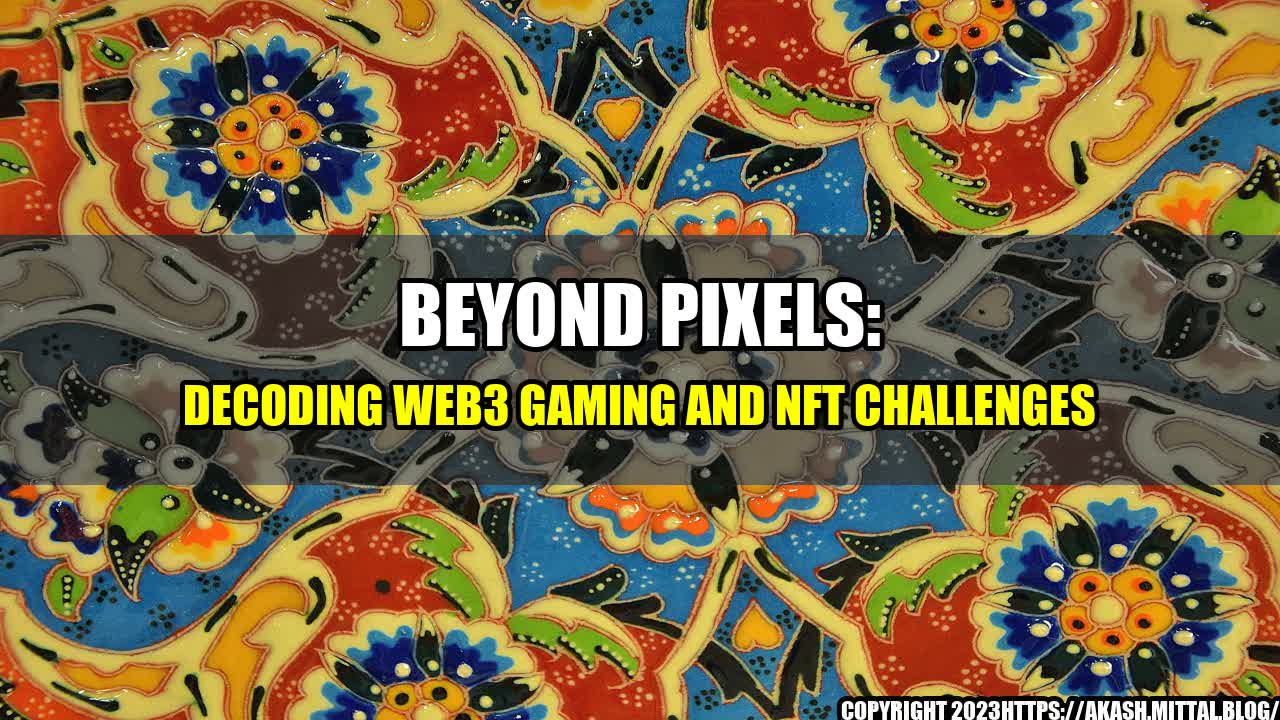 BEYOND PIXELS:
DECODING WEB3 GAMING AND NFT CHALLENGES
COPYRIGHT 2023HTTPS://AKASH.MITTAL.BLOG/